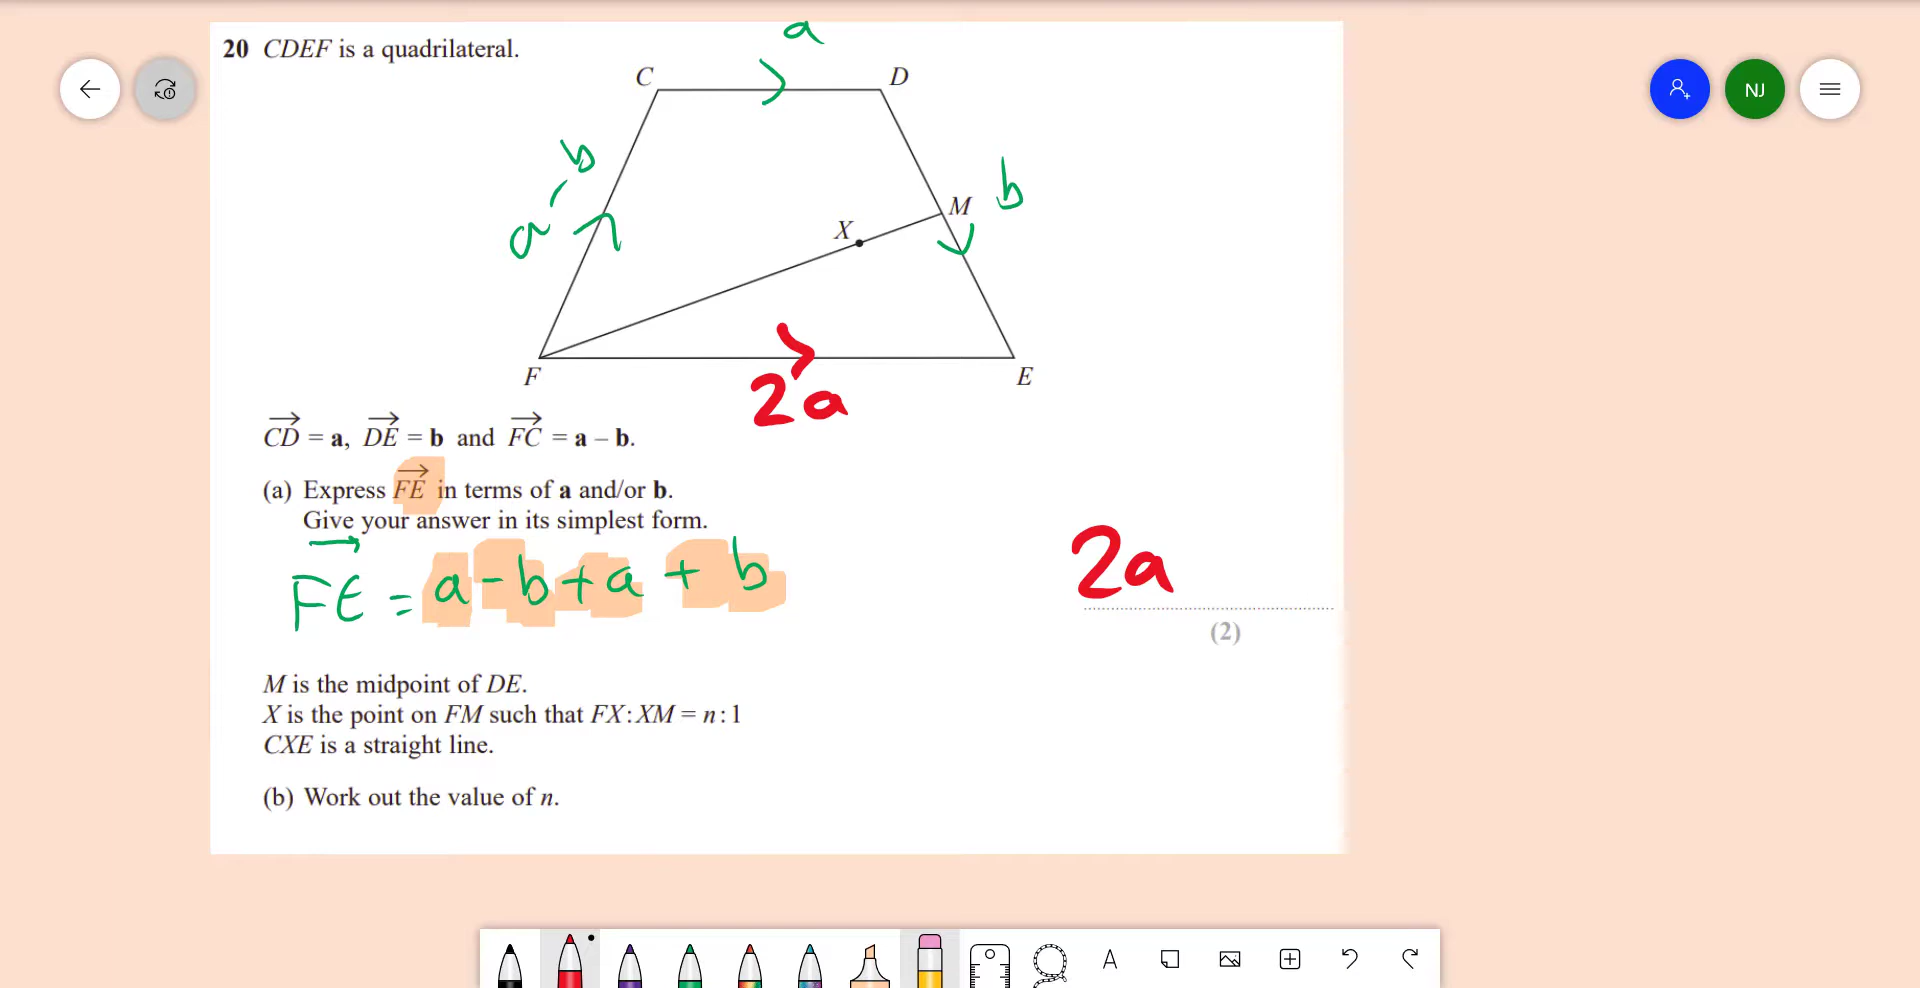 a
20 CDEF is a quadrilateral.
C D
NJ
a - b
b
M
X
F E
2a
CD = a, DE = b and FC = a – b.
(a) Express FE in terms of a and/or b.
Give your answer in its simplest form.
FE = a - b + a + b
2a
(2)
M is the midpoint of DE.
X is the point on FM such that FX : XM = n : 1
CXE is a straight line.
(b) Work out the value of n.
A